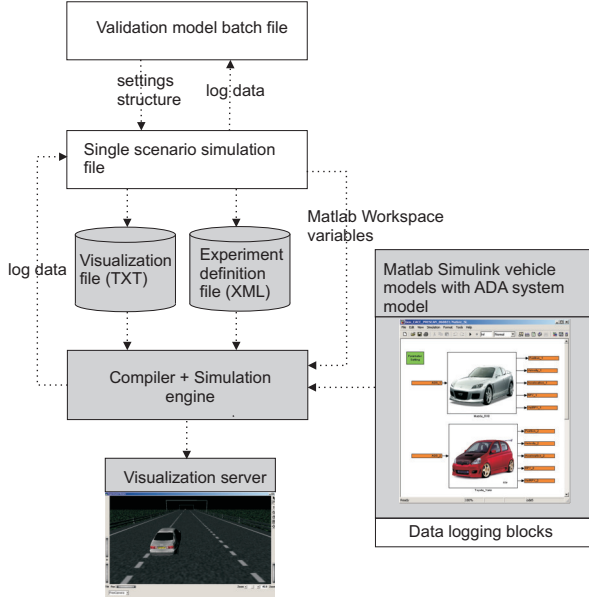 Validation model batch file
settings
structure
log data
Single scenario simulation
file
Matlab Workspace
variables
Visualization
file (TXT)
Experiment
definition
file (XML)
log data
Matlab Simulink vehicle
models with ADA system
model
Compiler + Simulation
engine
Visualization server
Data logging blocks